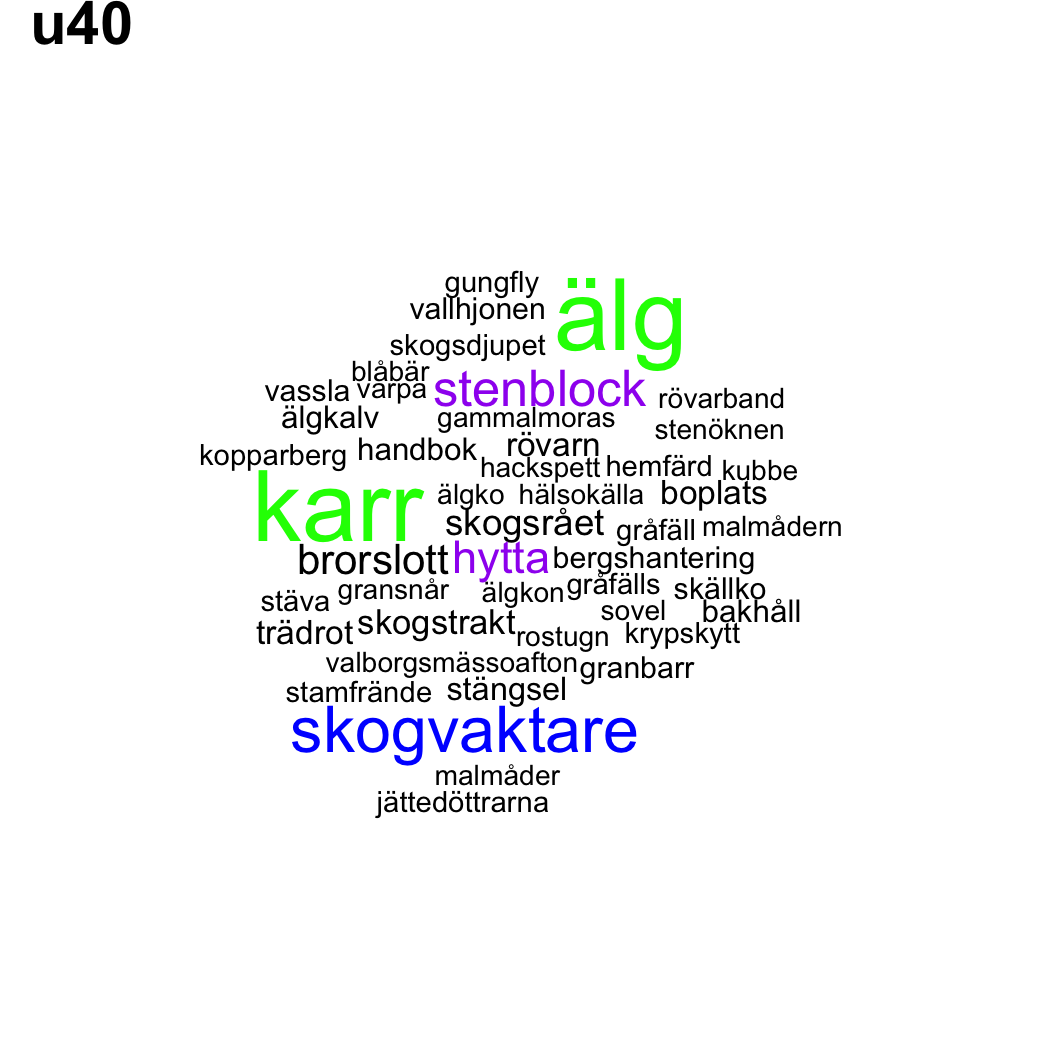 u40
gungfly
älg
vallhjonen
skogsdjupet
blåbär
vassla varpa stenblock rövarband
älgkalv gammalmoras stenöknen
kopparberg handbok rövarn
hackspett hemfärd kubbe
karr älgko hälsokälla boplats
skogsrået gråfäll malmådern
brorslott hytta bergshantering
gransnår älgkon gråfälls skällko
stäva sovel bakhåll
trädrot skogstrakt rostugn krypskytt
valborgsmässoafton granbarr
stamfrände stängsel
skogvaktare
malmåder
jättedöttrarna